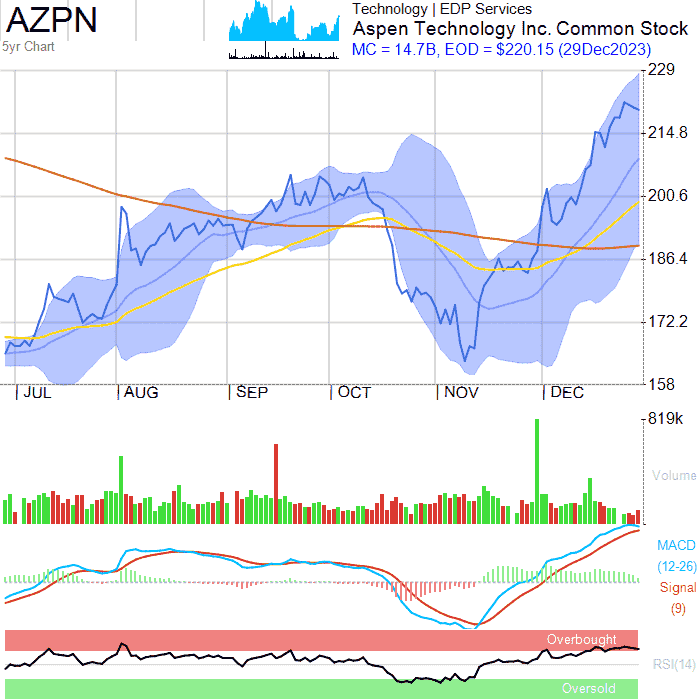 AZPN
5yr Chart
Technology | EDP Services
Aspen Technology Inc. Common Stock
MC = 14.7B, EOD = $220.15 (29Dec2023)
229
214.8
200.6
186.4
172.2
158
JUL AUG SEP OCT NOV DEC
819k
Volume
MACD
(12-26)
Signal
(9)
Overbought
RSI(14)
Oversold